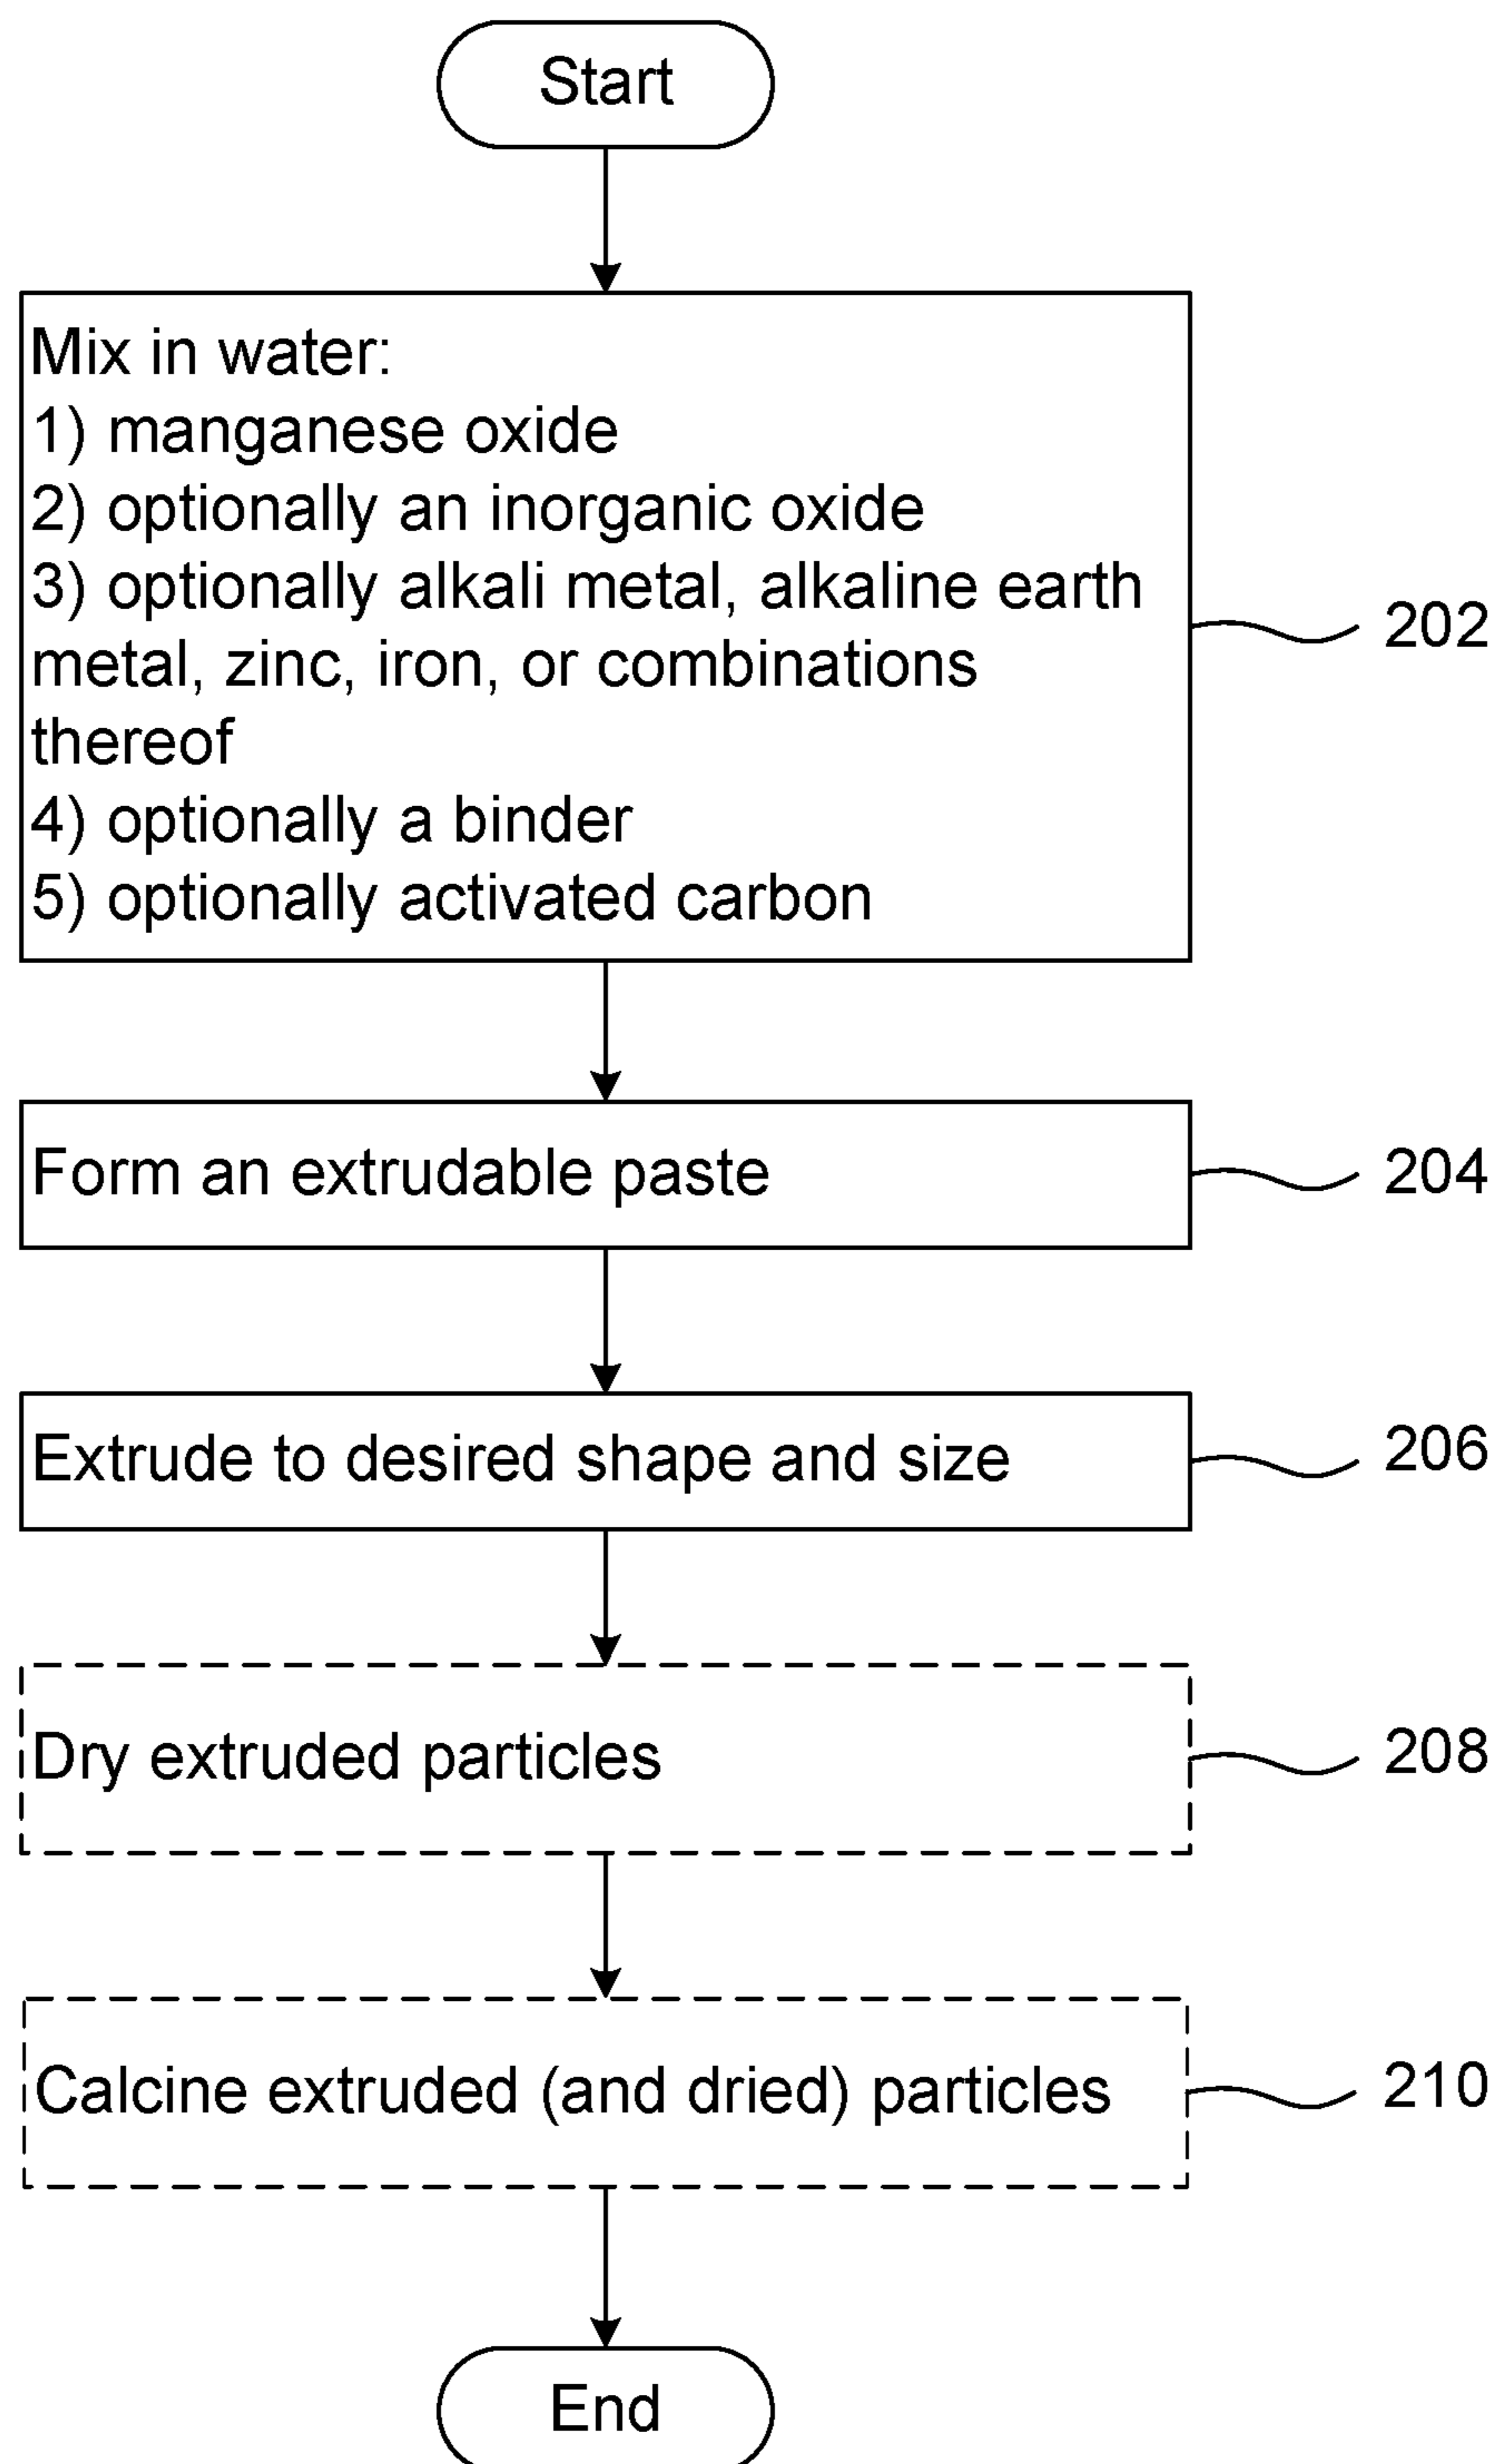 Start
Mix in water:
1) manganese oxide
2) optionally an inorganic oxide
3) optionally alkali metal, alkaline earth
metal, zinc, iron, or combinations
thereof
4) optionally a binder
5) optionally activated carbon
202
Form an extrudable paste
204
Extrude to desired shape and size
206
Dry extruded particles
208
Calcine extruded (and dried) particles
210
End